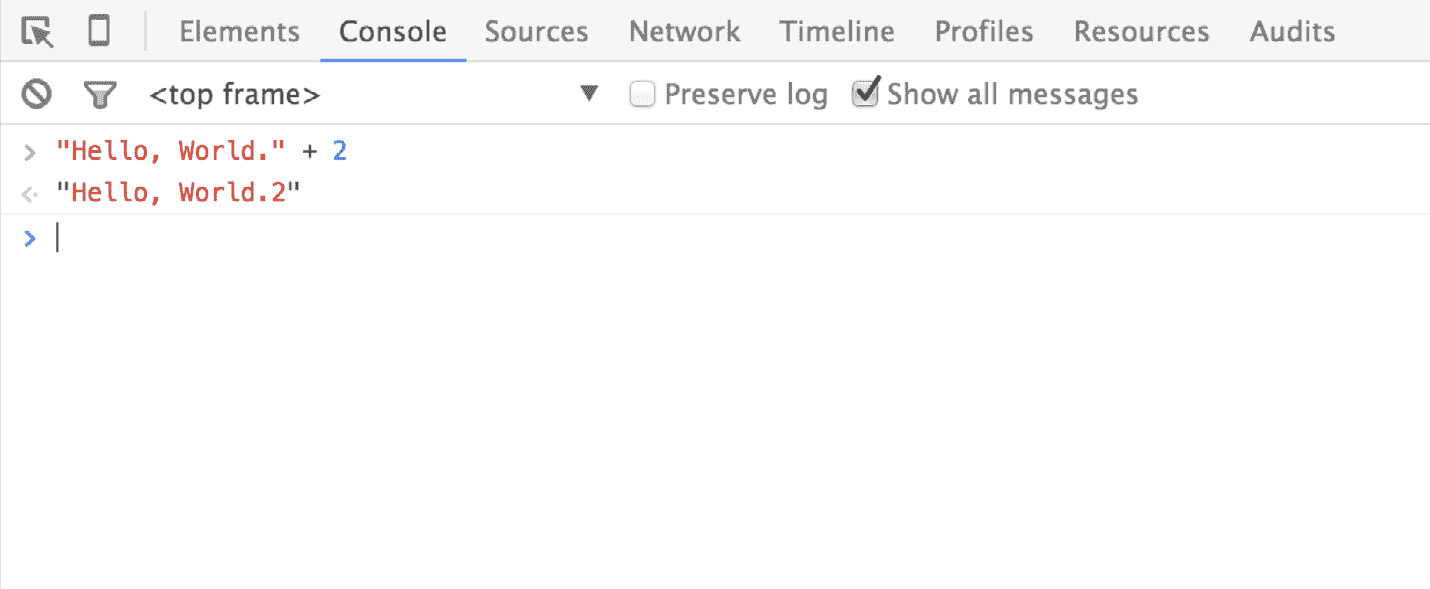 Elements Console Sources Network Timeline Profiles Resources Audits
<top frame> ▼ Preserve log Show all messages
> "Hello, World." + 2
"Hello, World.2"
>